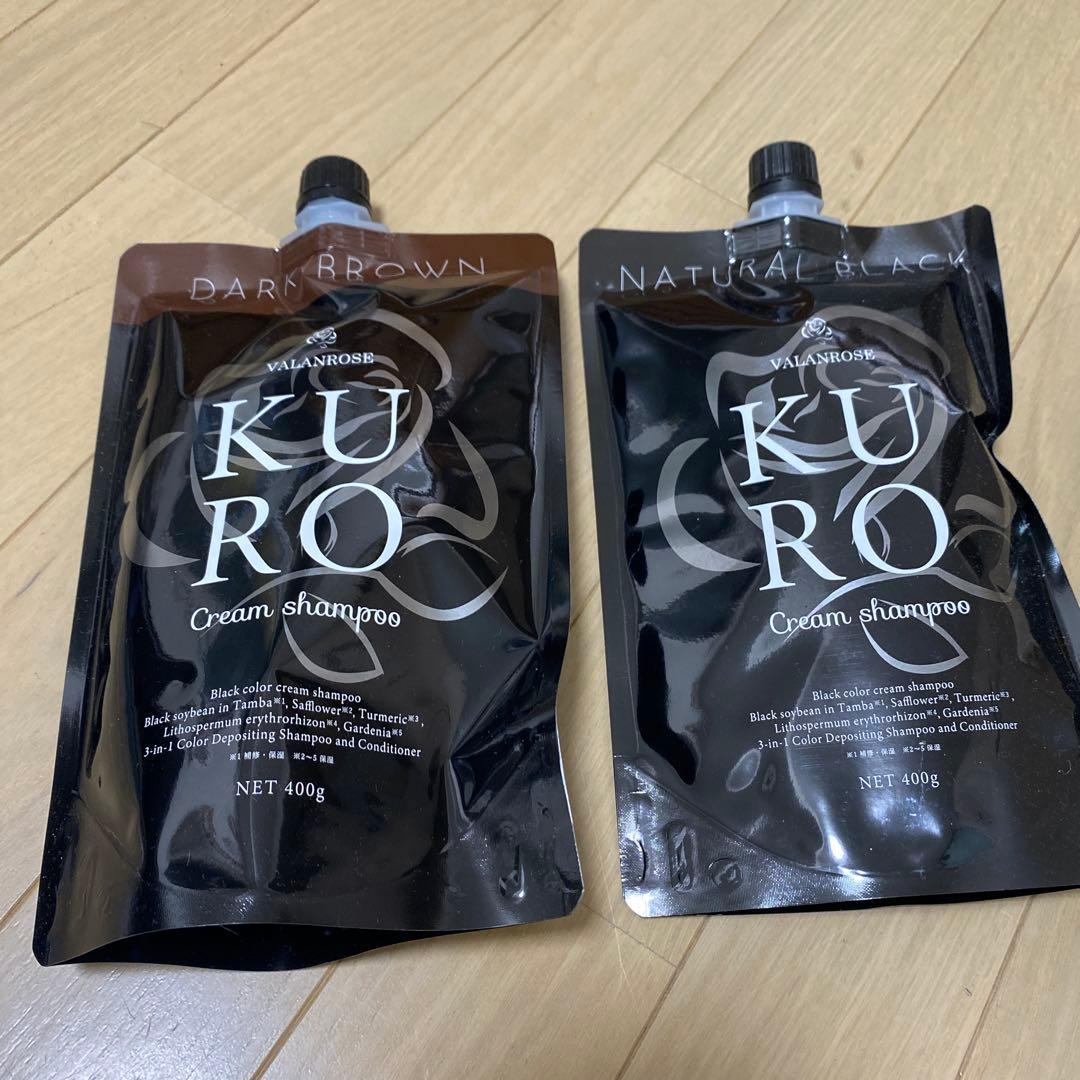 DARK BROWN
VALANROSE
KU
RO
Cream shampoo
Black color cream shampoo
Black soybean in Tamba※1, Safflower※2, Turmeric※3,
Lithospermum erythrorhizon※4, Gardenia※5
3-in-1 Color Depositing Shampoo and Conditioner
※1 補修・保湿 ※2〜5 保湿
NET 400g
NATURAL BLACK
VALANROSE
KU
RO
Cream shampoo
Black color cream shampoo
Black soybean in Tamba※1, Safflower※2, Turmeric※3,
Lithospermum erythrorhizon※4, Gardenia※5
3-in-1 Color Depositing Shampoo and Conditioner
※1 補修・保湿 ※2〜5 保湿
NET 400g